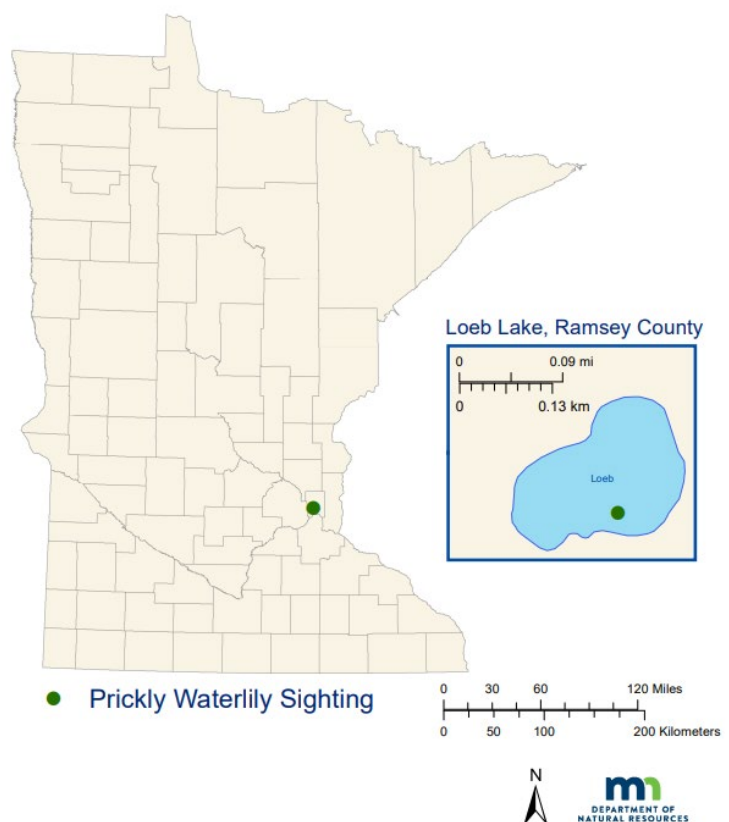 Loeb Lake, Ramsey County
0 0.09 mi
0 0.13 km
Loeb
Prickly Waterlily Sighting
0 30 60 120 Miles
0 50 100 200 Kilometers
N
mn
DEPARTMENT OF
NATURAL RESOURCES